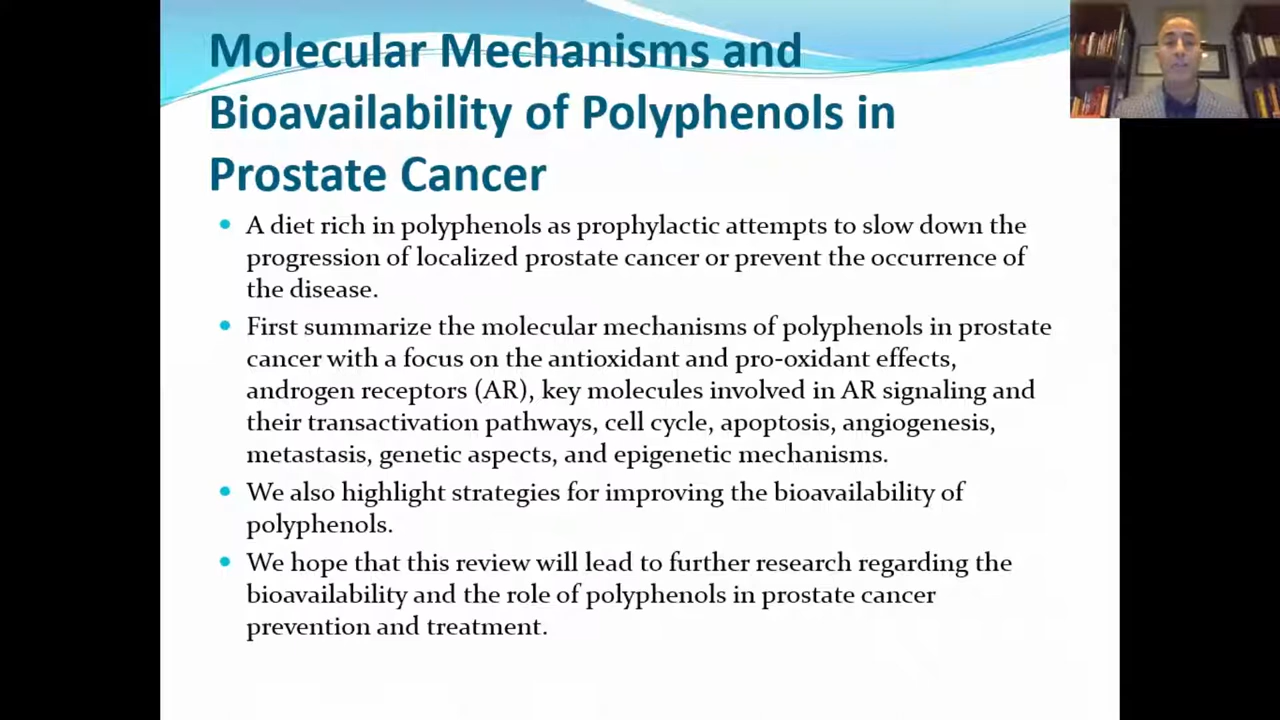 Molecular Mechanisms and
Bioavailability of Polyphenols in
Prostate Cancer
A diet rich in polyphenols as prophylactic attempts to slow down the
progression of localized prostate cancer or prevent the occurrence of
the disease.
First summarize the molecular mechanisms of polyphenols in prostate
cancer with a focus on the antioxidant and pro-oxidant effects,
androgen receptors (AR), key molecules involved in AR signaling and
their transactivation pathways, cell cycle, apoptosis, angiogenesis,
metastasis, genetic aspects, and epigenetic mechanisms.
We also highlight strategies for improving the bioavailability of
polyphenols.
We hope that this review will lead to further research regarding the
bioavailability and the role of polyphenols in prostate cancer
prevention and treatment.